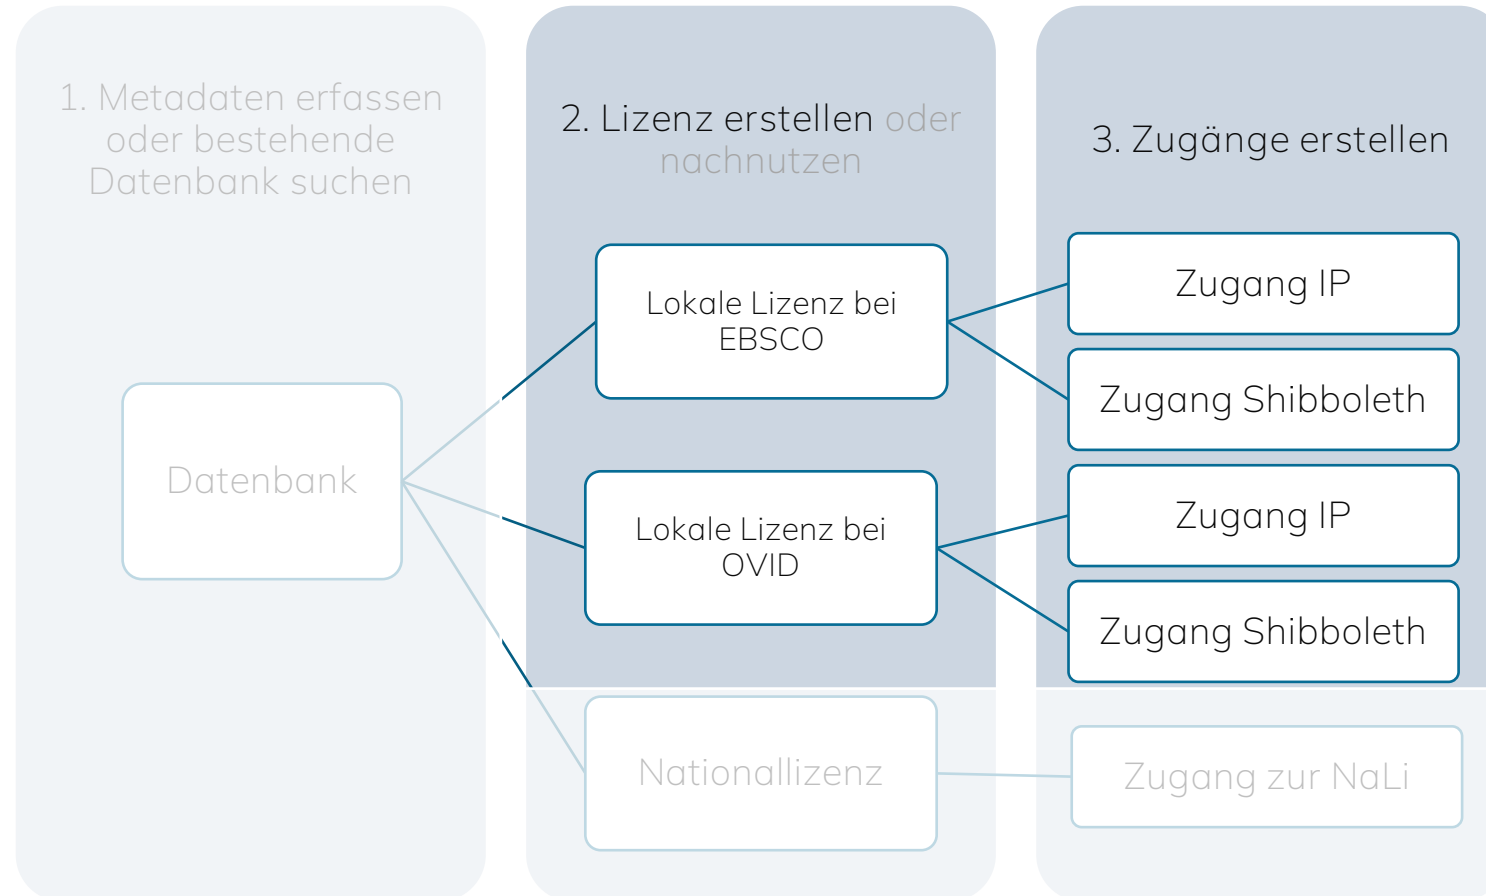 1. Metadaten erfassen
oder bestehende
Datenbank suchen
2. Lizenz erstellen oder
nachnutzen
3. Zugänge erstellen
Datenbank
Lokale Lizenz bei
EBSCO
Lokale Lizenz bei
OVID
Nationallizenz
Zugang IP
Zugang Shibboleth
Zugang IP
Zugang Shibboleth
Zugang zur NaLi